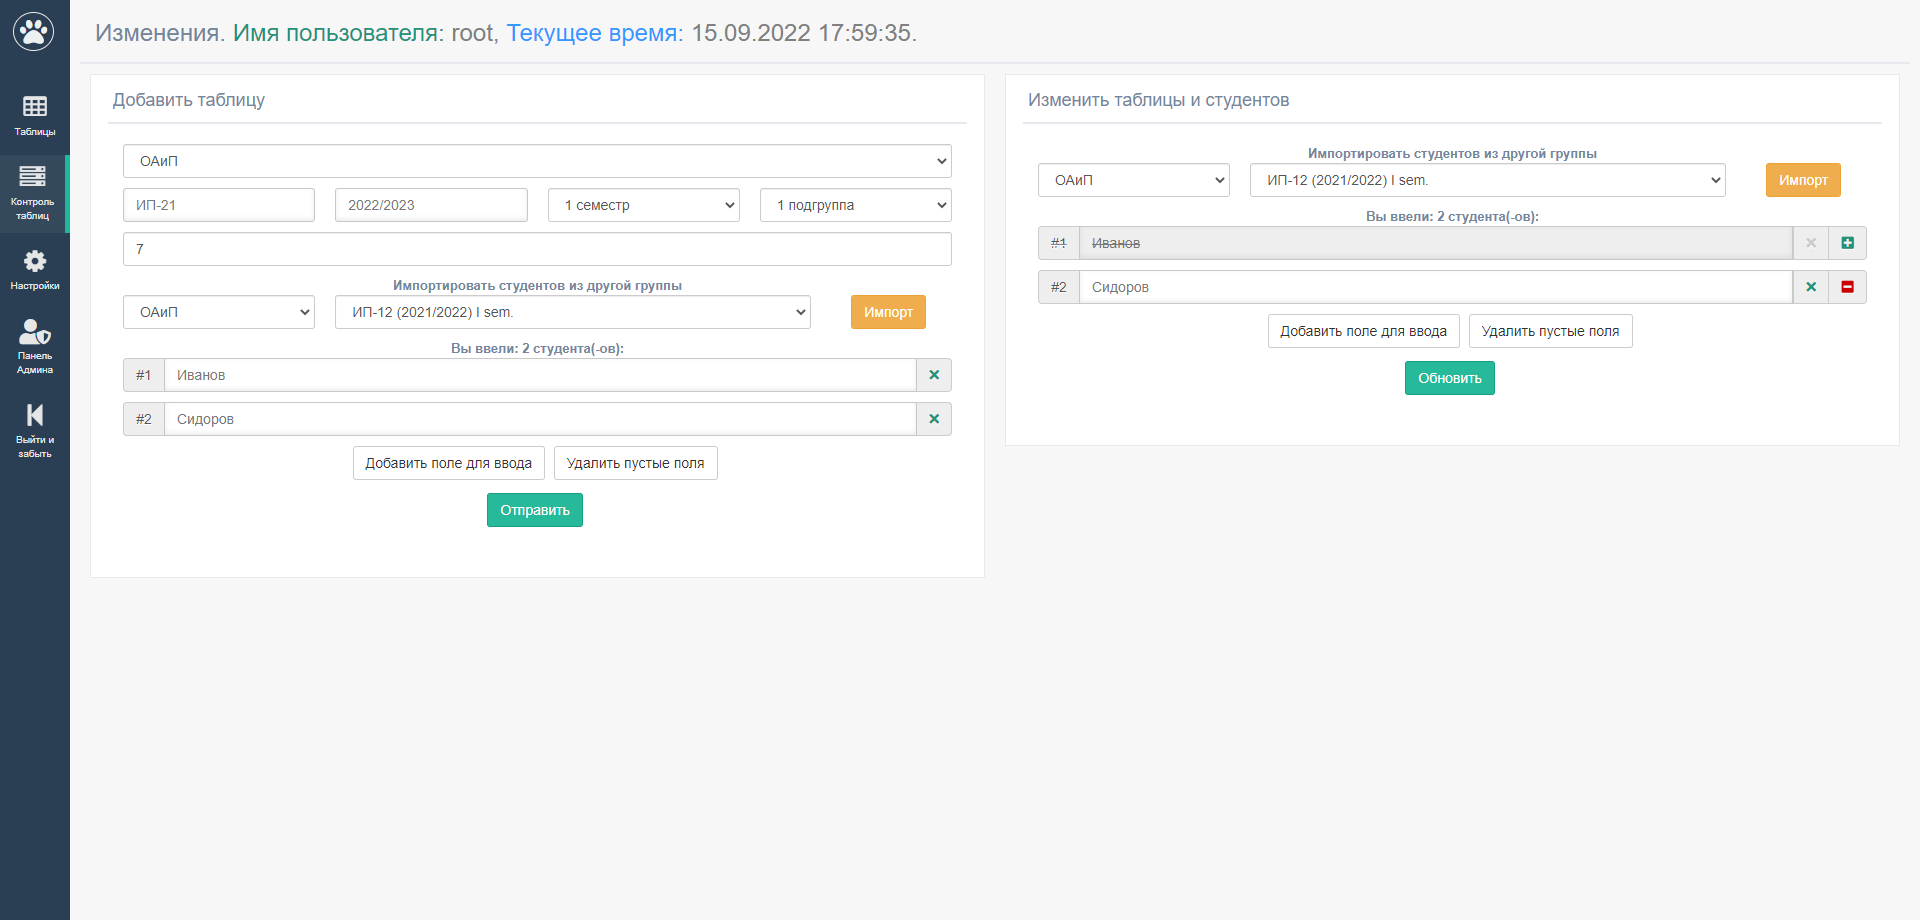 Изменения. Имя пользователя: root, Текущее время: 15.09.2022 17:59:35.
Таблицы
Контроль
таблиц
Настройки
Панель
Админа
Выйти и
забыть
Добавить таблицу
ОАиП
ИП-21
2022/2023
1 семестр
1 подгруппа
7
Импортировать студентов из другой группы
ОАиП
ИП-12 (2021/2022) I sem.
Импорт
Вы ввели: 2 студента(-ов):
#1 Иванов
#2 Сидоров
Добавить поле для ввода
Удалить пустые поля
Отправить
Изменить таблицы и студентов
Импортировать студентов из другой группы
ОАиП
ИП-12 (2021/2022) I sem.
Импорт
Вы ввели: 2 студента(-ов):
#1 Иванов
#2 Сидоров
Добавить поле для ввода
Удалить пустые поля
Обновить